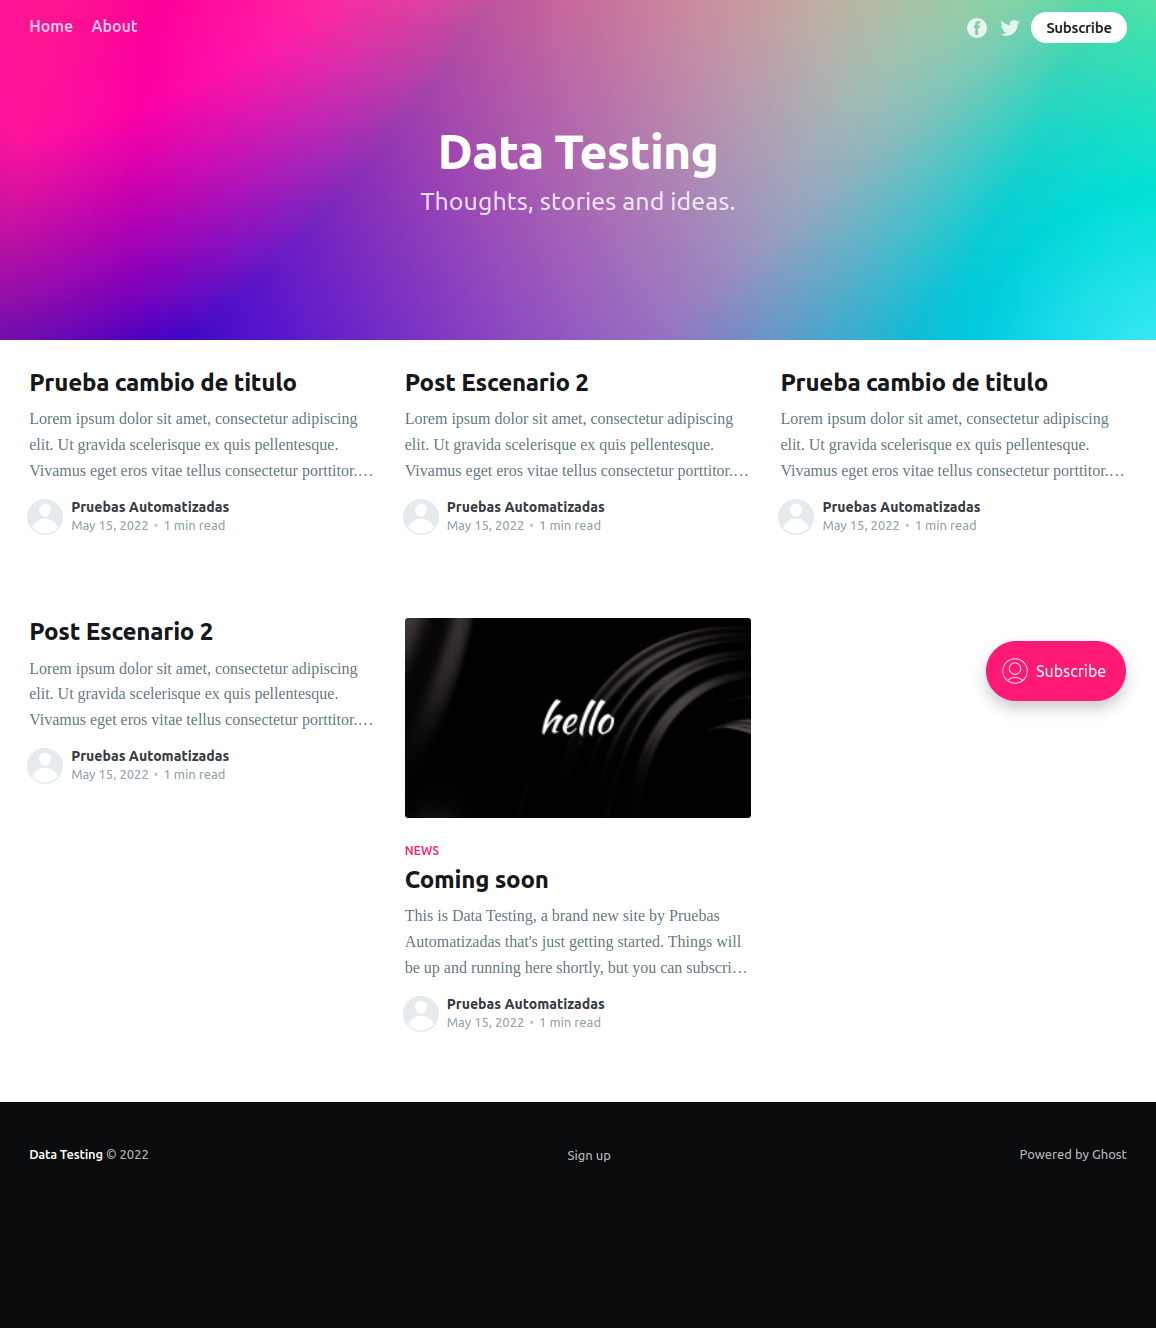 Home About
Subscribe
Data Testing
Thoughts, stories and ideas.
Prueba cambio de titulo
Lorem ipsum dolor sit amet, consectetur adipiscing
elit. Ut gravida scelerisque ex quis pellentesque.
Vivamus eget eros vitae tellus consectetur porttitor.…
Pruebas Automatizadas
May 15, 2022 • 1 min read
Post Escenario 2
Lorem ipsum dolor sit amet, consectetur adipiscing
elit. Ut gravida scelerisque ex quis pellentesque.
Vivamus eget eros vitae tellus consectetur porttitor.…
Pruebas Automatizadas
May 15, 2022 • 1 min read
Prueba cambio de titulo
Lorem ipsum dolor sit amet, consectetur adipiscing
elit. Ut gravida scelerisque ex quis pellentesque.
Vivamus eget eros vitae tellus consectetur porttitor.…
Pruebas Automatizadas
May 15, 2022 • 1 min read
Post Escenario 2
Lorem ipsum dolor sit amet, consectetur adipiscing
elit. Ut gravida scelerisque ex quis pellentesque.
Vivamus eget eros vitae tellus consectetur porttitor.…
Pruebas Automatizadas
May 15, 2022 • 1 min read
hello
NEWS
Coming soon
This is Data Testing, a brand new site by Pruebas
Automatizadas that's just getting started. Things will
be up and running here shortly, but you can subscri…
Pruebas Automatizadas
May 15, 2022 • 1 min read
Subscribe
Data Testing © 2022
Sign up
Powered by Ghost